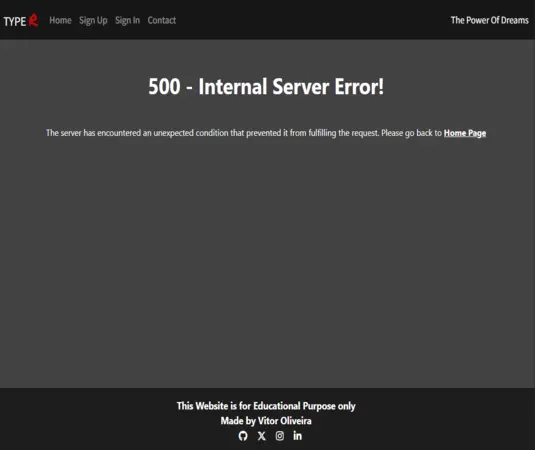 TYPE R Home Sign Up Sign In Contact The Power Of Dreams
500 - Internal Server Error!
The server has encountered an unexpected condition that prevented it from fulfilling the request. Please go back to Home Page
This Website is for Educational Purpose only
Made by Vitor Oliveira